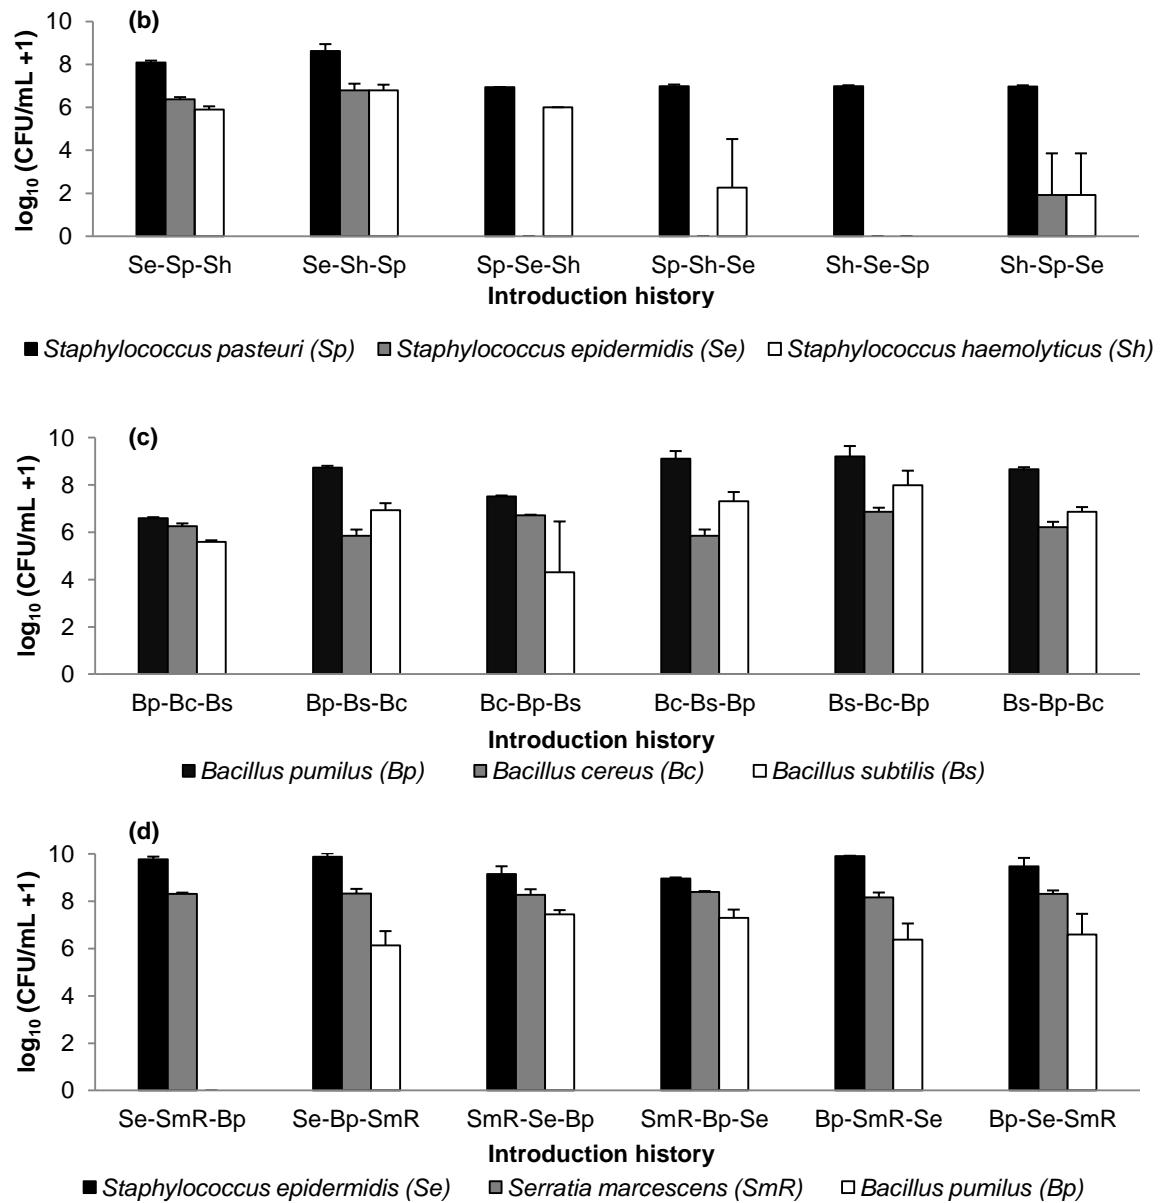 (b)
log10 (CFU/mL +1)
10
8
6
4
2
0
Se-Sp-Sh Se-Sh-Sp Sp-Se-Sh Sp-Sh-Se Sh-Se-Sp Sh-Sp-Se
Introduction history
Staphylococcus pasteuri (Sp) Staphylococcus epidermidis (Se) Staphylococcus haemolyticus (Sh)
(c)
log10 (CFU/mL +1)
10
8
6
4
2
0
Bp-Bc-Bs Bp-Bs-Bc Bc-Bp-Bs Bc-Bs-Bp Bs-Bc-Bp Bs-Bp-Bc
Introduction history
Bacillus pumilus (Bp) Bacillus cereus (Bc) Bacillus subtilis (Bs)
(d)
log10 (CFU/mL +1)
10
8
6
4
2
0
Se-SmR-Bp Se-Bp-SmR SmR-Se-Bp SmR-Bp-Se Bp-SmR-Se Bp-Se-SmR
Introduction history
Staphylococcus epidermidis (Se) Serratia marcescens (SmR) Bacillus pumilus (Bp)